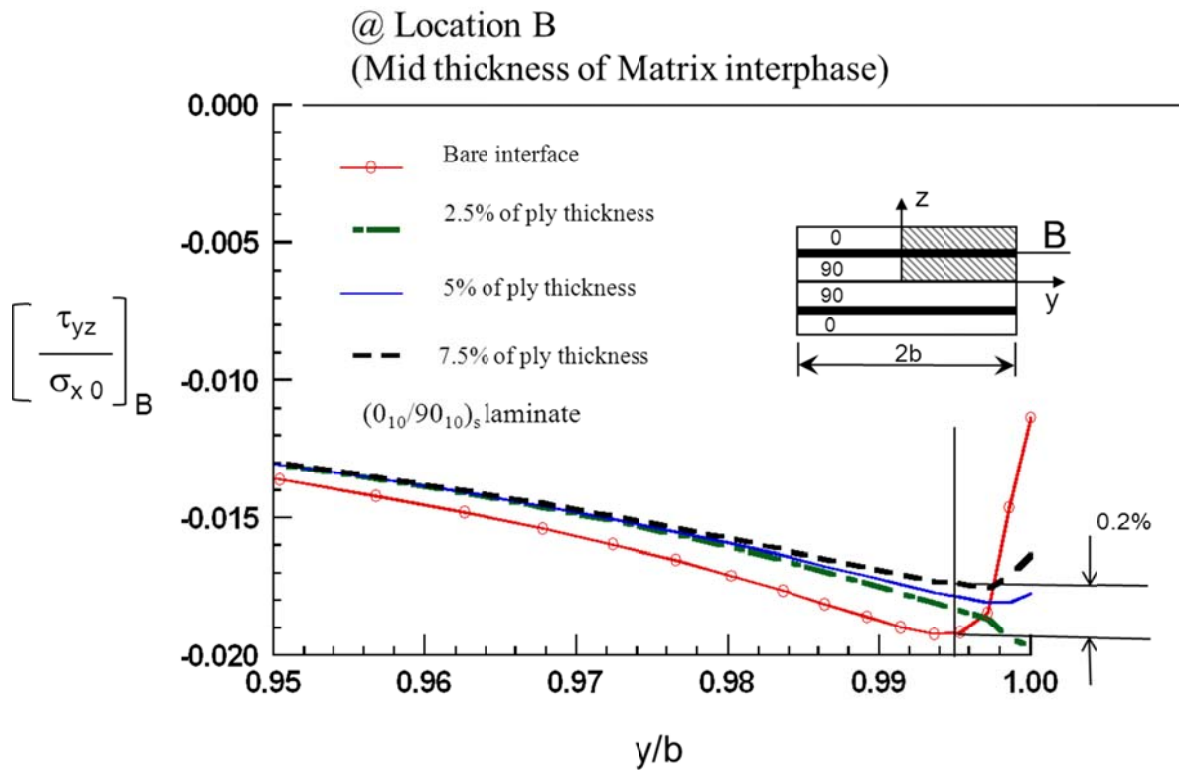 @ Location B
(Mid thickness of Matrix interphase)
0.000
-0.005
-0.010
-0.015
-0.020
[τyz / σx 0]B
Bare interface
2.5% of ply thickness
5% of ply thickness
7.5% of ply thickness
(0₁₀/90₁₀)ₛ laminate
z
0
B
90
y
90
0
2b
0.2%
0.95
0.96
0.97
0.98
0.99
1.00
y/b